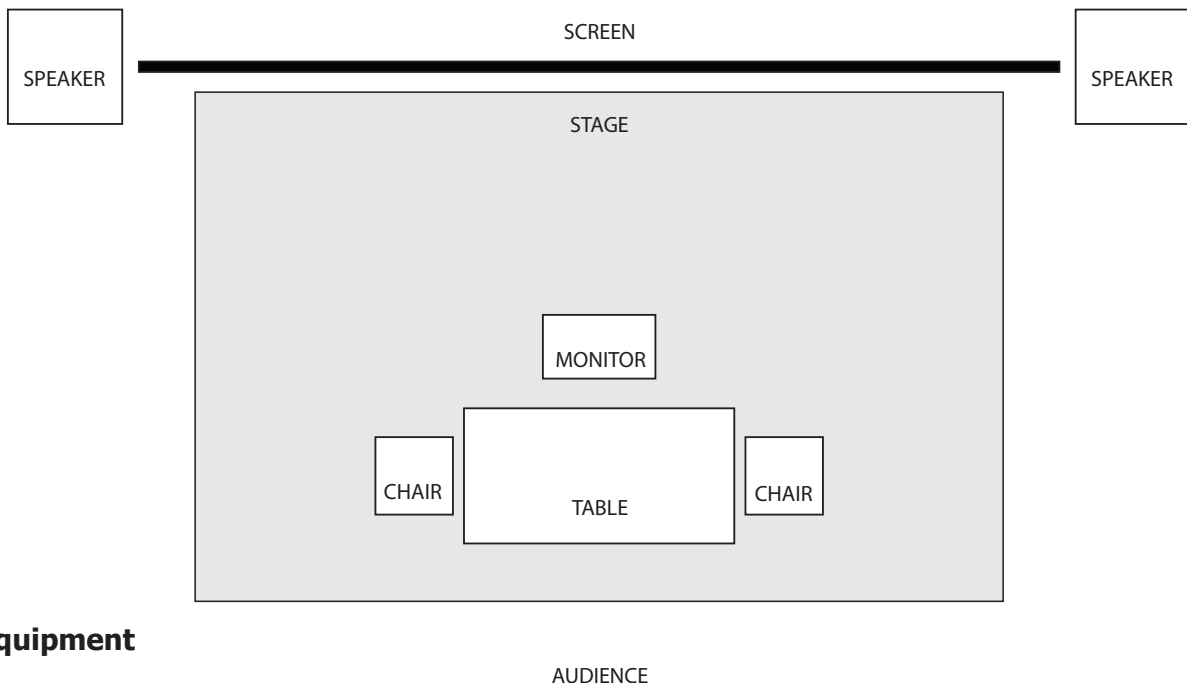 SCREEN
SPEAKER
SPEAKER
STAGE
MONITOR
CHAIR
TABLE
CHAIR
quipment
AUDIENCE